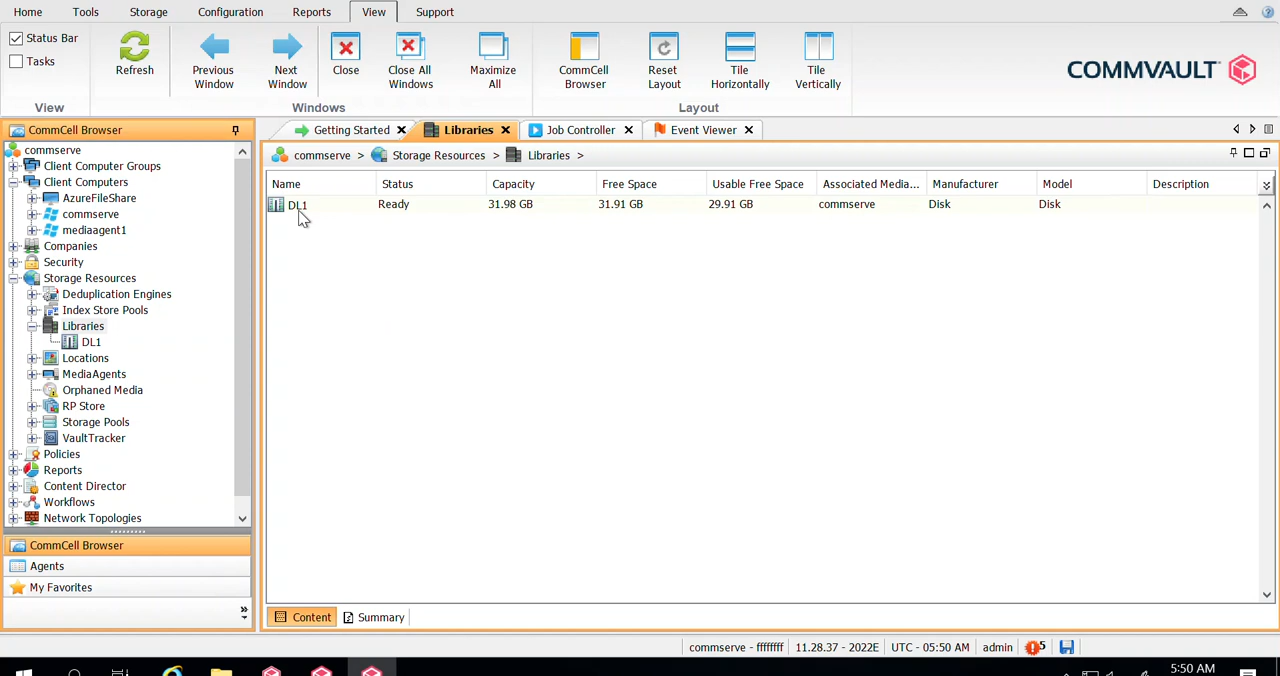 Home Tools Storage Configuration Reports View Support
Status Bar
Tasks
Refresh
Previous Window
Next Window
Close
Close All Windows
Maximize All
CommCell Browser
Reset Layout
Tile Horizontally
Tile Vertically
View Windows Layout
COMMVAULT
CommCell Browser
commserve
Client Computer Groups
Client Computers
AzureFileShare
commserve
mediaagent1
Companies
Security
Storage Resources
Deduplication Engines
Index Store Pools
Libraries
DL1
Locations
MediaAgents
Orphaned Media
RP Store
Storage Pools
VaultTracker
Policies
Reports
Content Director
Workflows
Network Topologies
CommCell Browser
Agents
My Favorites
Getting Started Libraries Job Controller Event Viewer
commserve > Storage Resources > Libraries >
Name Status Capacity Free Space Usable Free Space Associated Media... Manufacturer Model Description
DL1 Ready 31.98 GB 31.91 GB 29.91 GB commserve Disk Disk
Content Summary
commserve - ffffffff 11.28.37 - 2022E UTC - 05:50 AM admin 5
5:50 AM